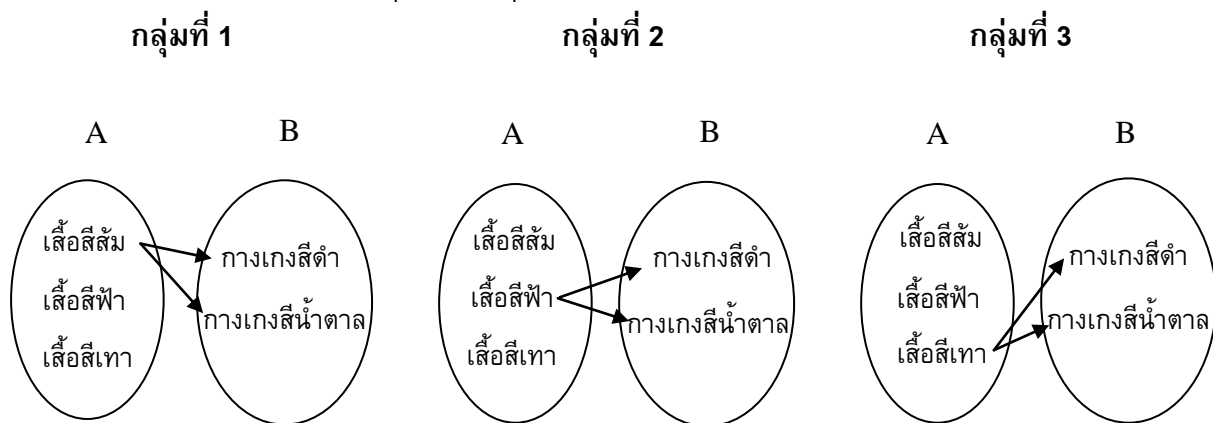 กลุ่มที่ 1 กลุ่มที่ 2 กลุ่มที่ 3
A B A B A B
เสื้อสีส้ม
เสื้อสีฟ้า
เสื้อสีเทา
กางเกงสีดำ
กางเกงสีน้ำตาล
เสื้อสีส้ม
เสื้อสีฟ้า
เสื้อสีเทา
กางเกงสีดำ
กางเกงสีน้ำตาล
เสื้อสีส้ม
เสื้อสีฟ้า
เสื้อสีเทา
กางเกงสีดำ
กางเกงสีน้ำตาล